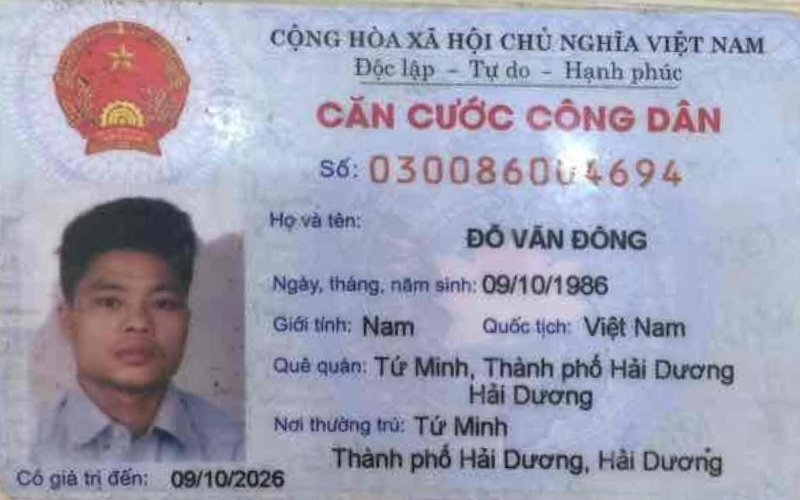 CỘNG HÒA XÃ HỘI CHỦ NGHĨA VIỆT NAM
Độc lập - Tự do - Hạnh phúc
CĂN CƯỚC CÔNG DÂN
Số: 030086004694
Họ và tên:
ĐỖ VĂN ĐÔNG
Ngày, tháng, năm sinh: 09/10/1986
Giới tính: Nam Quốc tịch: Việt Nam
Quê quán: Tứ Minh, Thành phố Hải Dương
Hải Dương
Nơi thường trú: Tứ Minh
Thành phố Hải Dương, Hải Dương
Có giá trị đến: 09/10/2026